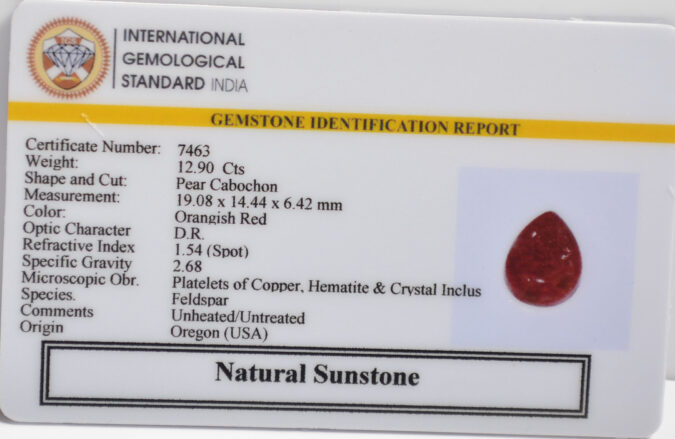 IGS
INTERNATIONAL
GEMOLOGICAL
STANDARD INDIA
GEMSTONE IDENTIFICATION REPORT
Certificate Number: 7463
Weight: 12.90 Cts
Shape and Cut: Pear Cabochon
Measurement: 19.08 x 14.44 x 6.42 mm
Color: Orangish Red
Optic Character D.R.
Refractive Index 1.54 (Spot)
Specific Gravity 2.68
Microscopic Obr. Platelets of Copper, Hematite & Crystal Inclus
Species. Feldspar
Comments Unheated/Untreated
Origin Oregon (USA)
Natural Sunstone